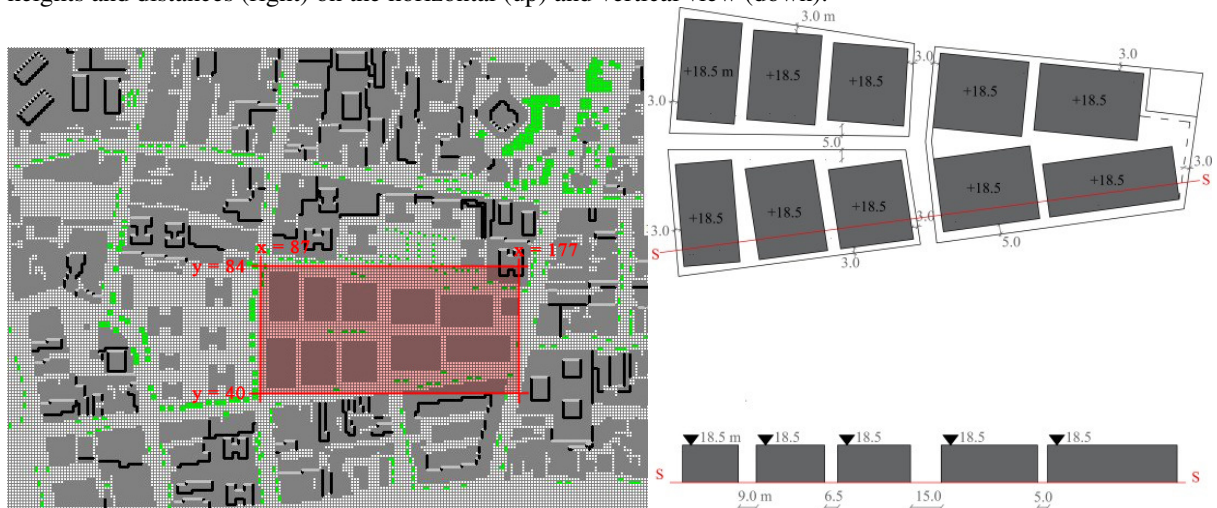 heights and distances (right) on the horizontal (up) and vertical view (down).
3.0 m
3.0
3.0
+18.5 m
+18.5
+18.5
+18.5
+18.5
3.0
5.0
x = 87
x = 177
y = 84
+18.5
+18.5
+18.5
+18.5
+18.5
3.0
S
3.0
3.0
5.0
S
3.0
y = 40
18.5 m
18.5
18.5
18.5
18.5
S
S
9.0 m
6.5
15.0
5.0